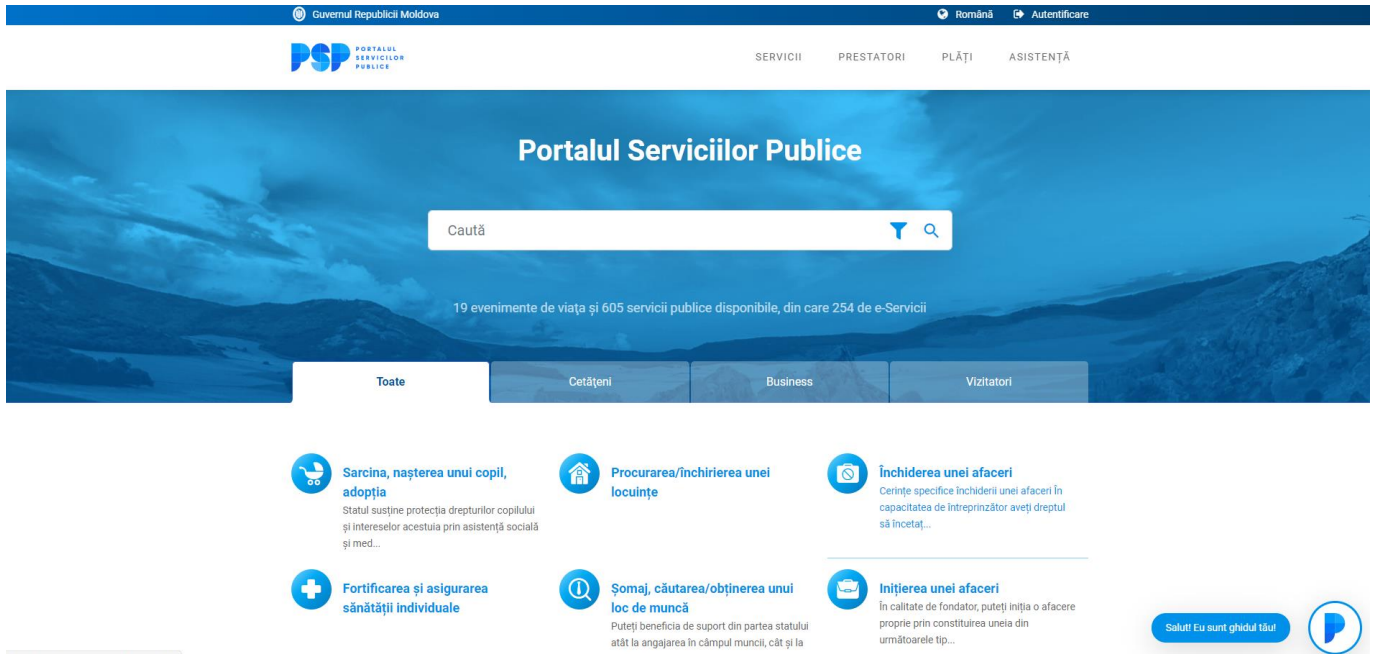 Guvernul Republicii Moldova
Română
Autentificare
PSP
PORTALUL
SERVICIILOR
PUBLICE
SERVICII
PRESTATORI
PLĂȚI
ASISTENȚĂ
Portalul Serviciilor Publice
Caută
19 evenimente de viaţa și 605 servicii publice disponibile, din care 254 de e-Servicii
Toate
Cetăţeni
Business
Vizitatori
Sarcina, nașterea unui copil,
adopția
Statul susține protecția drepturilor copilului
și intereselor acestuia prin asistență socială
și med...
Procurarea/închirierea unei
locuințe
Închiderea unei afaceri
Cerințe specifice închiderii unei afaceri În
capacitatea de întreprinzător aveți dreptul
să încetaț...
Fortificarea și asigurarea
sănătății individuale
Șomaj, căutarea/obținerea unui
loc de muncă
Puteți beneficia de suport din partea statului
atât la angajarea în câmpul muncii, cât și la
Inițierea unei afaceri
În calitate de fondator, puteți iniția o afacere
proprie prin constituirea uneia din
următoarele tip...
Salut! Eu sunt ghidul tău!